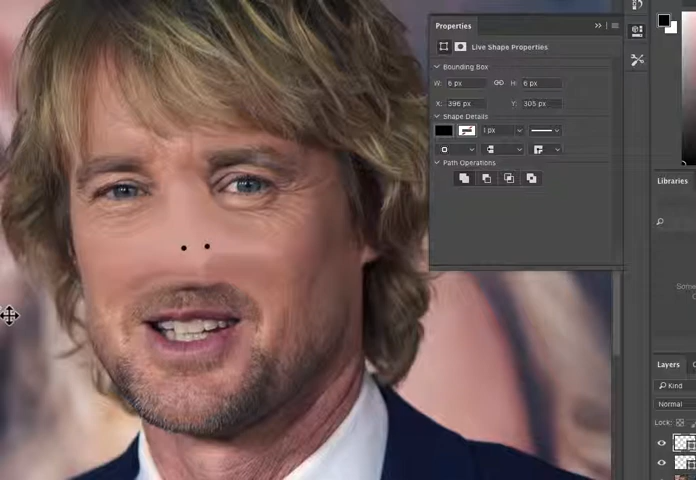 Properties
Live Shape Properties
Bounding Box
W: 6 px H: 6 px
X: 396 px Y: 305 px
Shape Details
1 px
Path Operations
Libraries
Some
Layers
Kind
Normal
Lock: